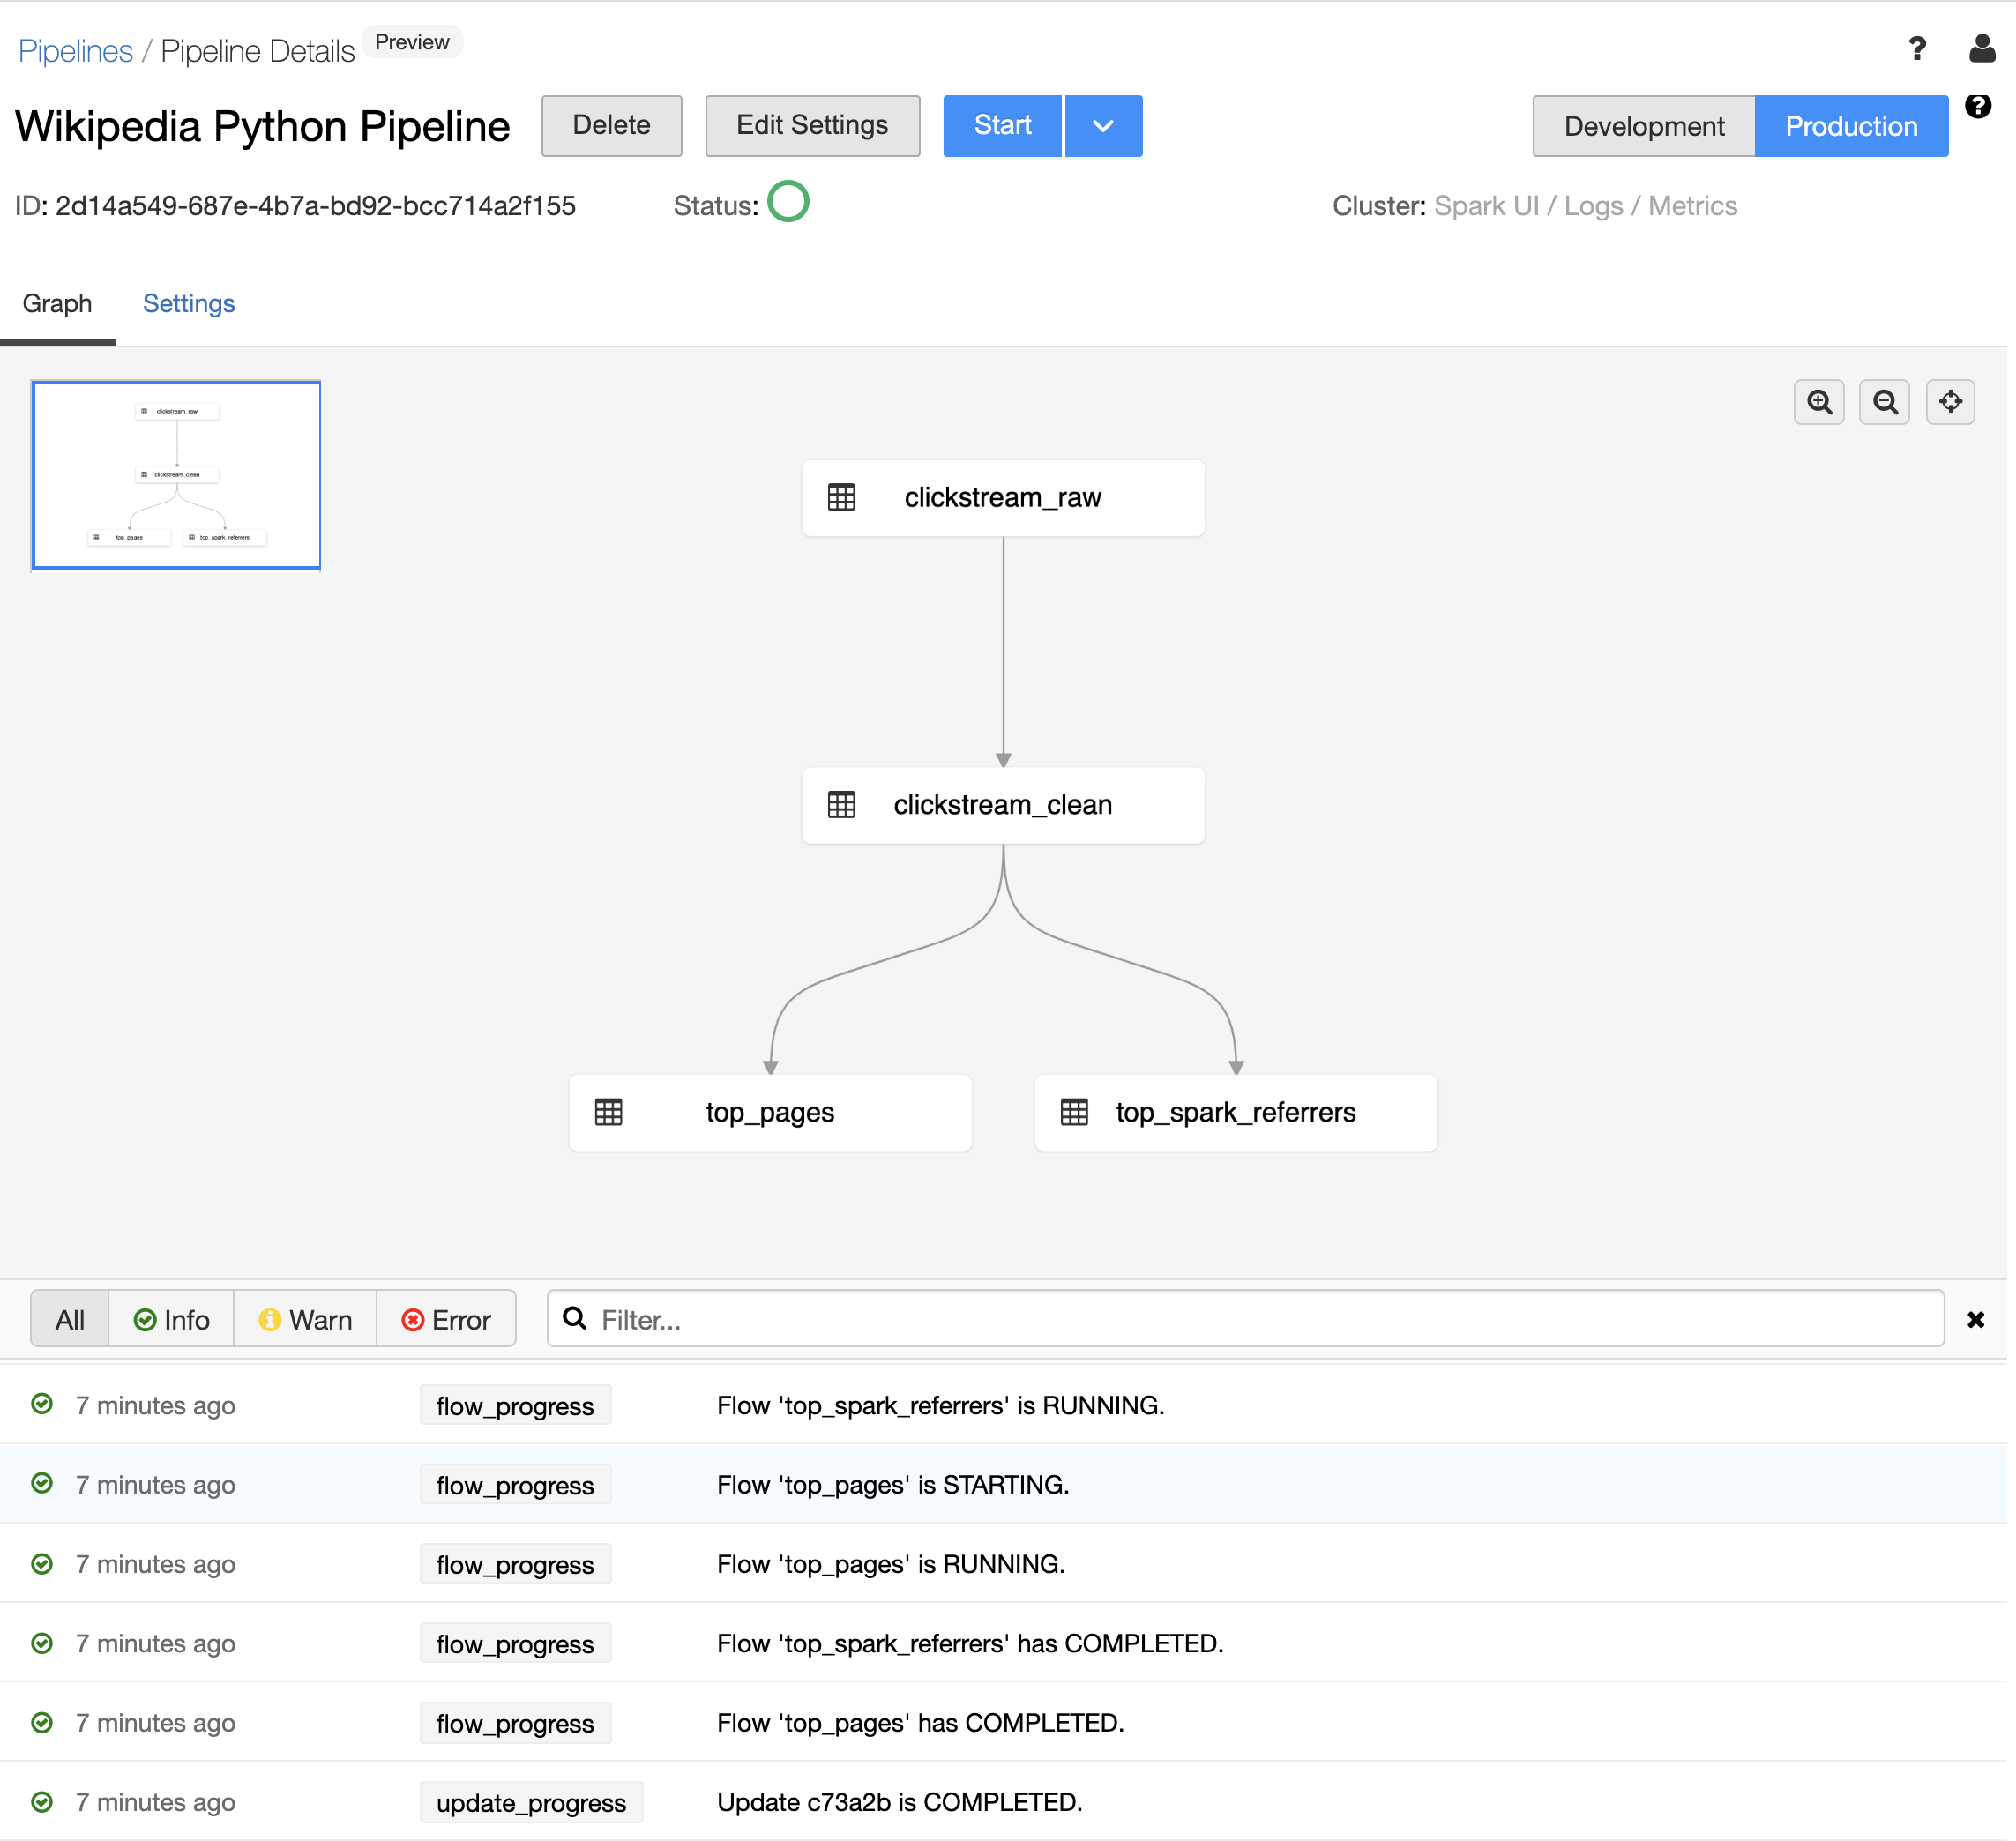 Pipelines / Pipeline Details Preview
Wikipedia Python Pipeline Delete Edit Settings Start Development Production
ID: 2d14a549-687e-4b7a-bd92-bcc714a2f155 Status: Cluster: Spark UI / Logs / Metrics
Graph Settings
clickstream_raw
clickstream_clean
top_pages top_spark_referrers
clickstream_raw
clickstream_clean
top_pages top_spark_referrers
All Info Warn Error Filter...
7 minutes ago flow_progress Flow 'top_spark_referrers' is RUNNING.
7 minutes ago flow_progress Flow 'top_pages' is STARTING.
7 minutes ago flow_progress Flow 'top_pages' is RUNNING.
7 minutes ago flow_progress Flow 'top_spark_referrers' has COMPLETED.
7 minutes ago flow_progress Flow 'top_pages' has COMPLETED.
7 minutes ago update_progress Update c73a2b is COMPLETED.